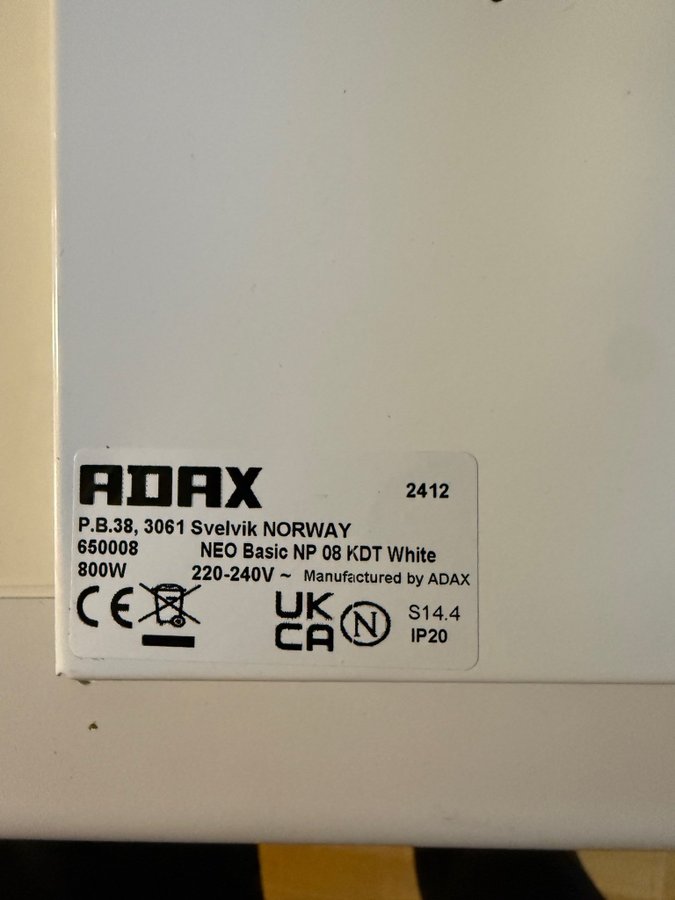 ADAX 2412
P.B.38, 3061 Svelvik NORWAY
650008 NEO Basic NP 08 KDT White
800W 220-240V ~ Manufactured by ADAX
CE UK CA N S14.4
IP20